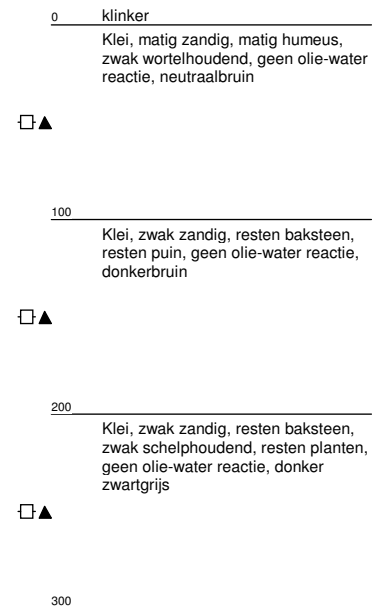 0 klinker
Klei, matig zandig, matig humeus,
zwak wortelhoudend, geen olie-water
reactie, neutraalbruin
100
Klei, zwak zandig, resten baksteen,
resten puin, geen olie-water reactie,
donkerbruin
200
Klei, zwak zandig, resten baksteen,
zwak schelphoudend, resten planten,
geen olie-water reactie, donker
zwartgrijs
300